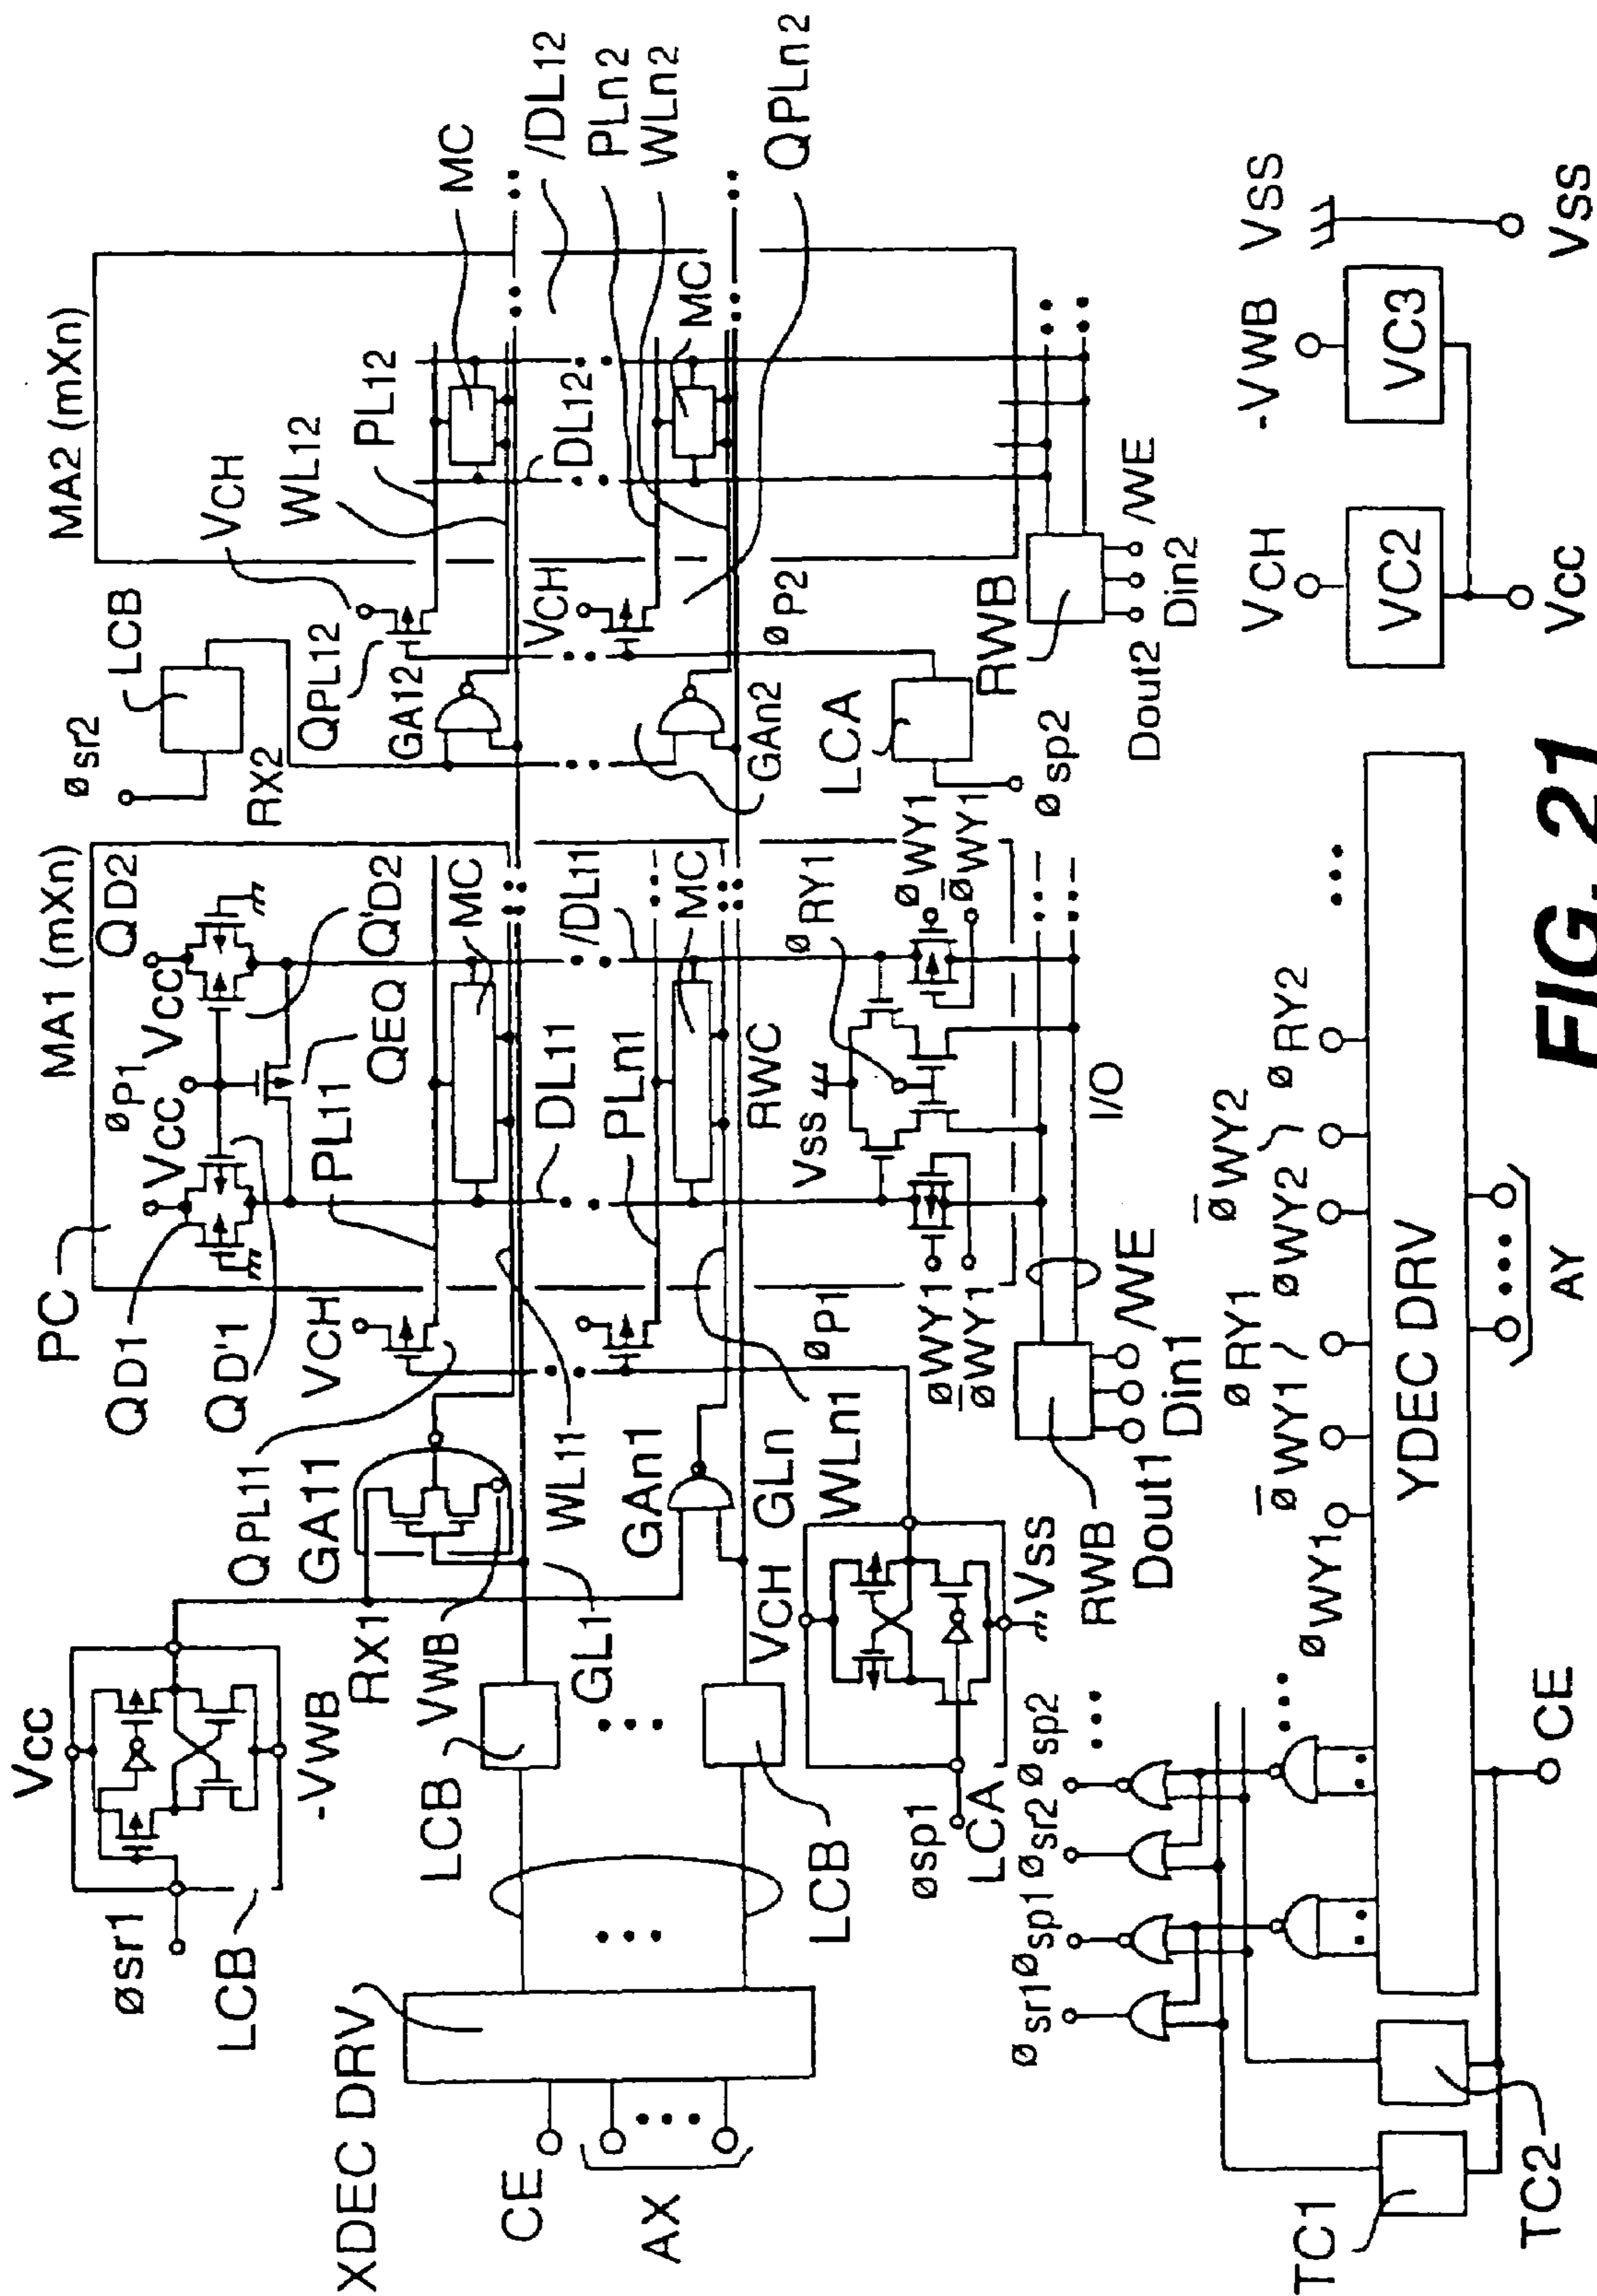 MA1 (mXn)
MA2 (mXn)
PC
QD1
QD'1
VCC
ØP1
VCC
QD2
Q'D2
QEQ
PL11
VCH
QPL11
GA11
RX1
VWB
Vcc
-VWB
Øsr1
LCB
XDEC DRV
CE
AX
LCB
GL1
LCB
WL11
GAn1
GLn
WLn1
DL11
PLn1
MC
/DL11
MC
RWC
VCH
VSS
Øsp1
LCA
ØP1
VSS
ØRY1
ØWY1
ØWY1
ØWY1
ØWY1
I/O
RWB
Dout1
Din1
/WE
Øsr2
LCB
RX2
QPL12
VCH
WL12
PL12
GA12
MC
/DL12
PLn2
WLn2
QPLn2
DL12
VCH
MC
GAn2
LCA
Øsp2
ØP2
RWB
Dout2
Din2
/WE
Øsr1
Øsp1
Øsr2
Øsp2
ØWY1
ØWY1
ØRY1
ØWY2
ØWY2
ØRY2
YDEC DRV
AY
CE
TC1
TC2
VCH
VC2
Vcc
-VWB
VC3
VSS
VSS
FIG. 21